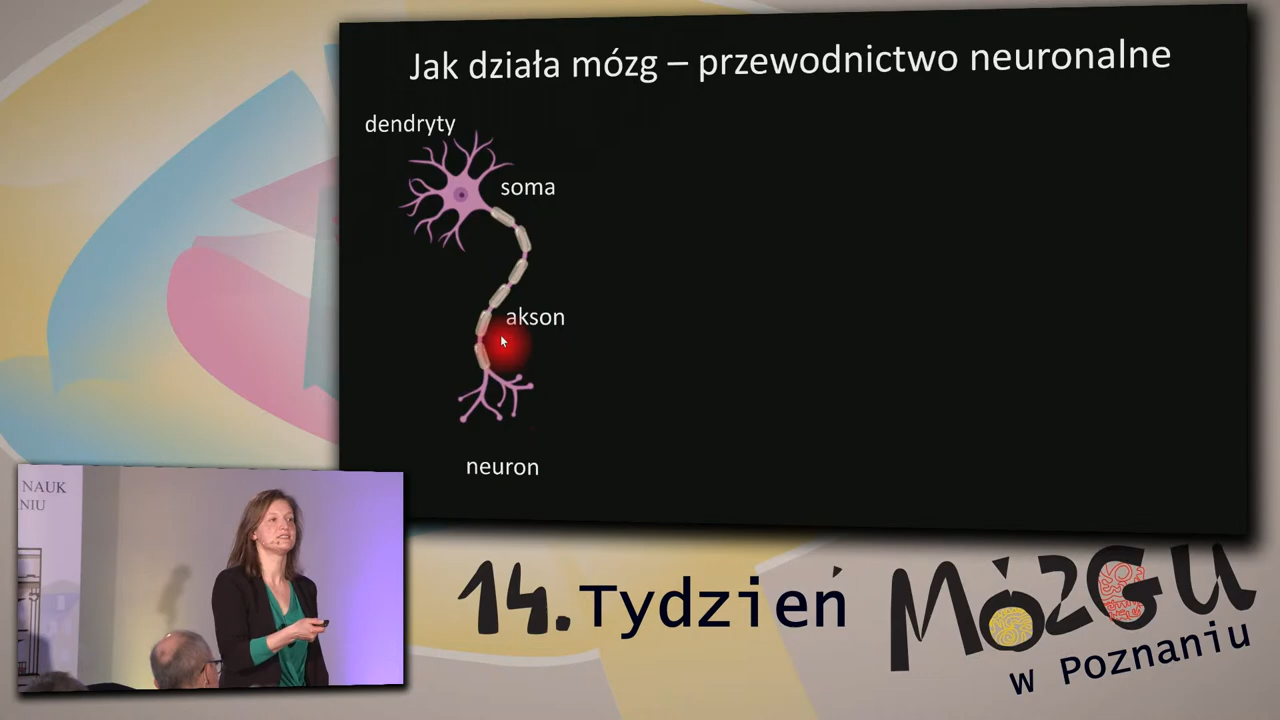 Jak działa mózg – przewodnictwo neuronalne
dendryty
soma
akson
neuron
NAUK
NIU
14. Tydzień MÓZGU
w Poznaniu